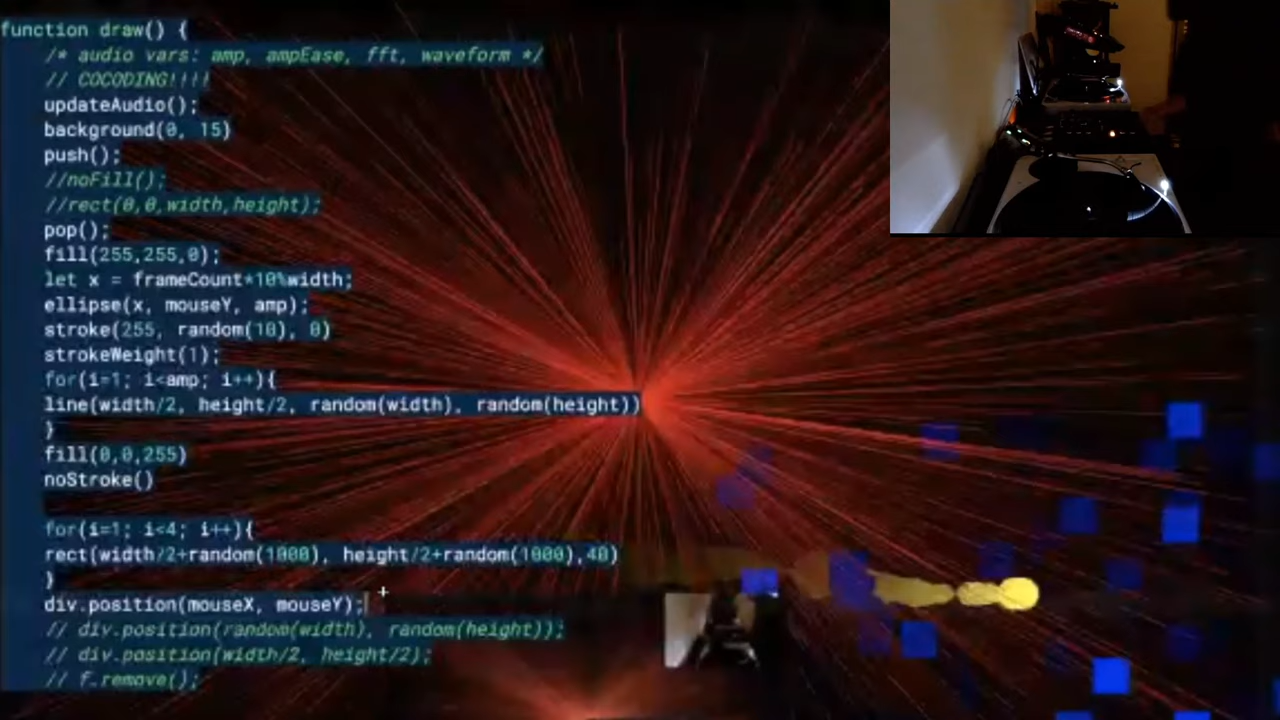 function draw() {
/* audio vars: amp, ampEase, fft, waveform */
// COCODING!!!!
updateAudio();
background(0, 15)
push();
//noFill();
//rect(0,0,width,height);
pop();
fill(255,255,0);
let x = frameCount*10%width;
ellipse(x, mouseY, amp);
stroke(255, random(10), 0)
strokeWeight(1);
for(i=1; i<amp; i++){
line(width/2, height/2, random(width), random(height))
}
fill(0,0,255)
noStroke()
for(i=1; i<4; i++){
rect(width/2+random(1000), height/2+random(1000),40)
}
div.position(mouseX, mouseY);
// div.position(random(width), random(height));
// div.position(width/2, height/2);
// f.remove();